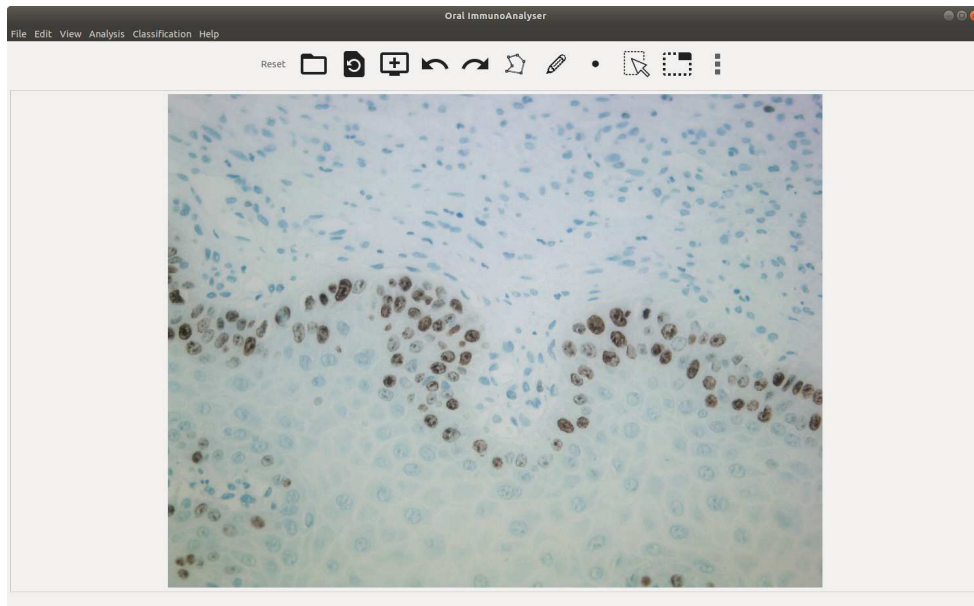 Oral ImmunoAnalyser
File Edit View Analysis Classification Help
Reset